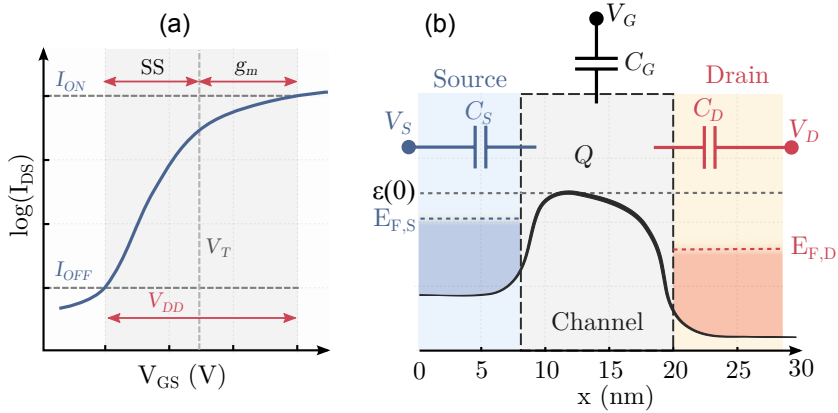 (a)
SS
g_m
I_ON
I_OFF
V_T
V_DD
log(I_DS)
V_GS (V)
(b)
V_G
C_G
Source
Drain
C_S
C_D
V_S
V_D
Q
ε(0)
E_F,S
E_F,D
Channel
0 5 10 15 20 25 30
x (nm)